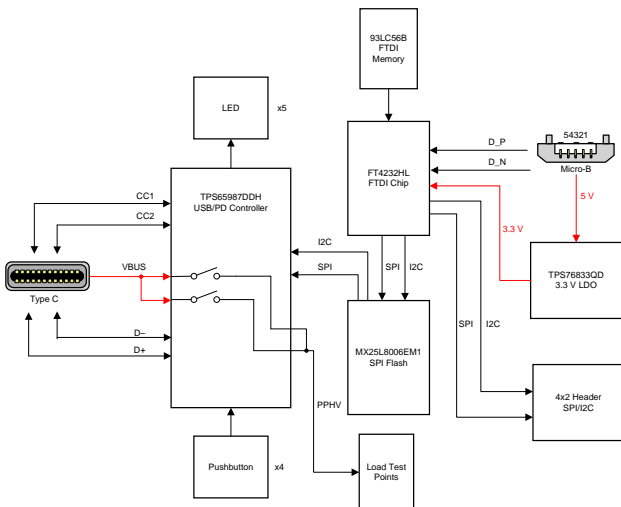 93LC56B
FTDI
Memory
LED
x5
54321
FT4232HL
FTDI Chip
D_P
D_N
Micro-B
TPS65987DDH
USB/PD Controller
CC1
CC2
5 V
3.3 V
I2C
SPI
VBUS
SPI
I2C
TPS76833QD
3.3 V LDO
Type C
SPI
I2C
D–
D+
MX25L8006EM1
SPI Flash
4x2 Header
SPI/I2C
PPHV
Pushbutton
x4
Load Test
Points